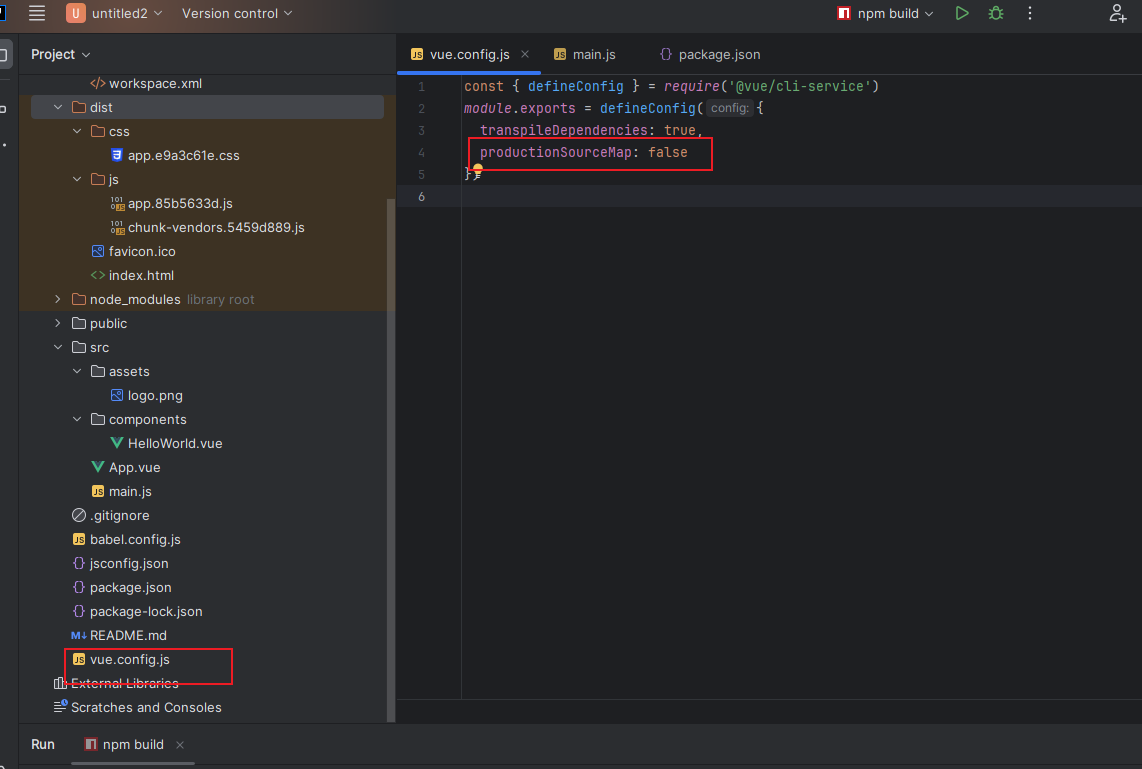 U untitled2 Version control npm build
Project
vue.config.js main.js package.json
workspace.xml
dist
css
app.e9a3c61e.css
js
app.85b5633d.js
chunk-vendors.5459d889.js
favicon.ico
index.html
node_modules library root
public
src
assets
logo.png
components
HelloWorld.vue
App.vue
main.js
.gitignore
babel.config.js
jsconfig.json
package.json
package-lock.json
README.md
vue.config.js
External Libraries
Scratches and Consoles
1 const { defineConfig } = require('@vue/cli-service')
2 module.exports = defineConfig( config: {
3 transpileDependencies: true,
4 productionSourceMap: false
5 })
6
Run npm build